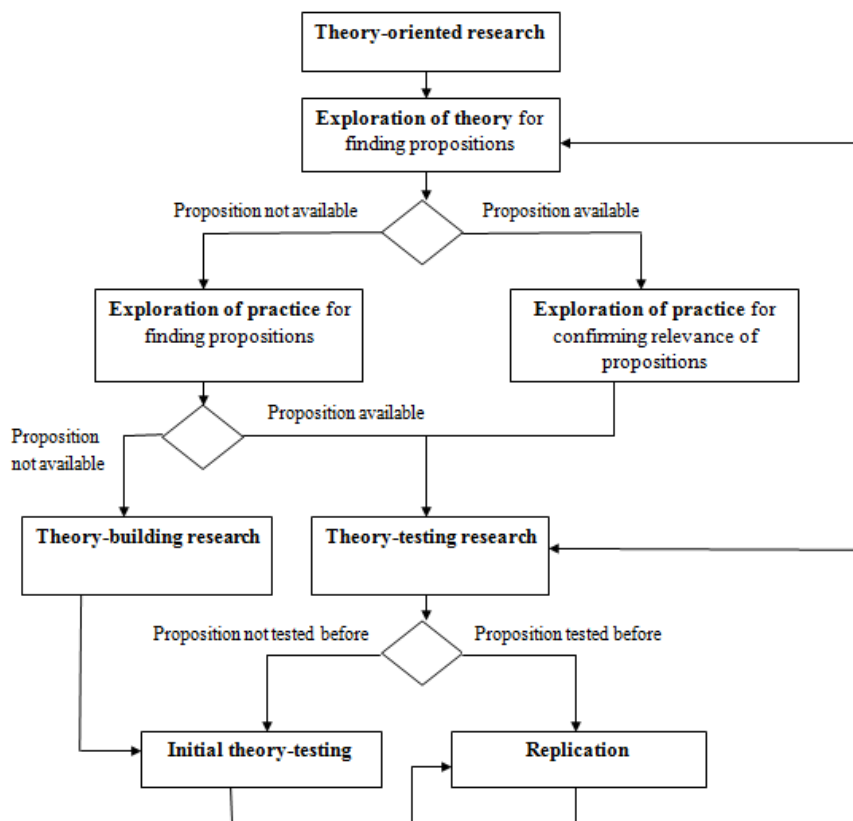 Theory-oriented research
Exploration of theory for
finding propositions
Proposition not available
Proposition available
Exploration of practice for
finding propositions
Exploration of practice for
confirming relevance of
propositions
Proposition available
Proposition
not available
Theory-building research
Theory-testing research
Proposition not tested before
Proposition tested before
Initial theory-testing
Replication